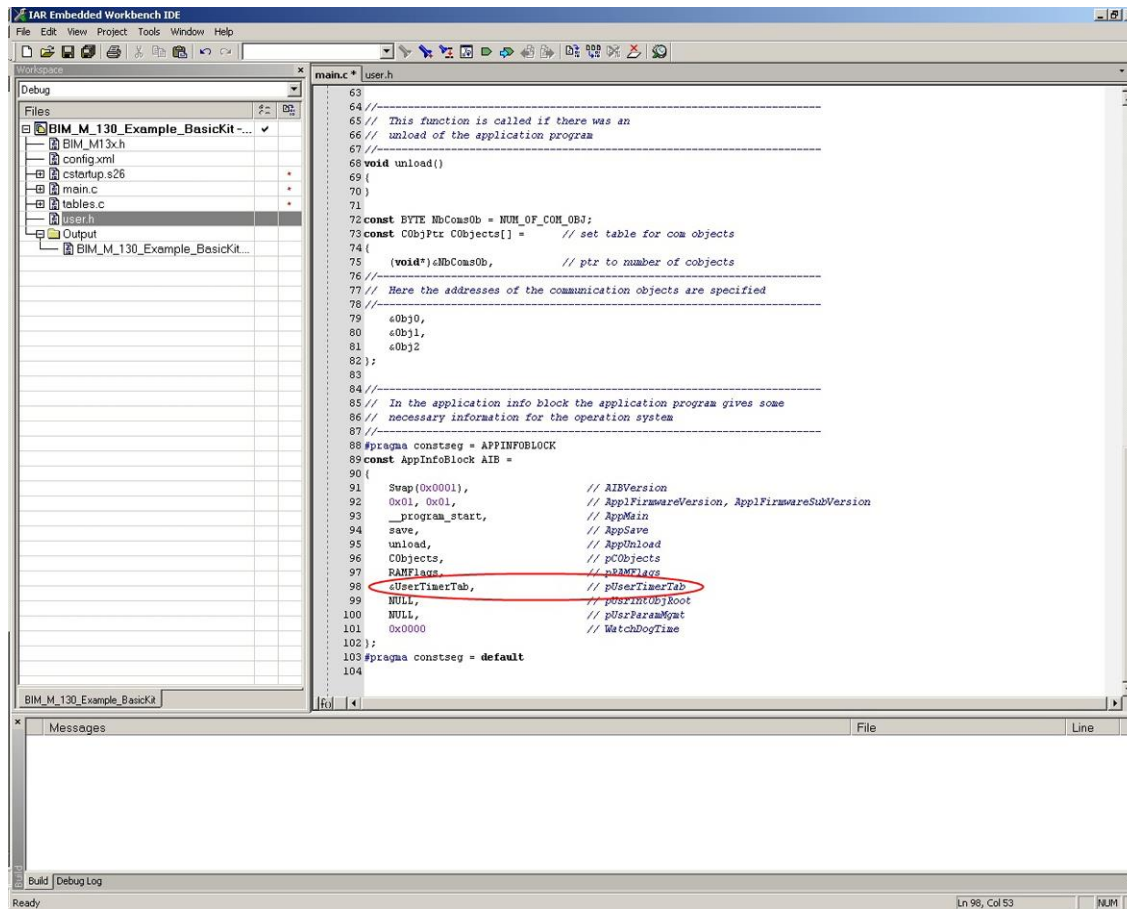 IAR Embedded Workbench IDE
File Edit View Project Tools Window Help
Workspace
Debug
Files
BIM_M_130_Example_BasicKit -...
BIM_M13x.h
config.xml
cstartup.s26
main.c
tables.c
user.h
Output
BIM_M_130_Example_BasicKit...
BIM_M_130_Example_BasicKit
main.c * user.h
63
64 //------------------------------------------------------------------------
65 // This function is called if there was an
66 // unload of the application program
67 //------------------------------------------------------------------------
68 void unload()
69 {
70 }
71
72 const BYTE NbComsOb = NUM_OF_COM_OBJ;
73 const CObjPtr CObjects[] = // set table for com objects
74 {
75 (void*)&NbComsOb, // ptr to number of cobjects
76 //------------------------------------------------------------------------
77 // Here the addresses of the communication objects are specified
78 //------------------------------------------------------------------------
79 &Obj0,
80 &Obj1,
81 &Obj2
82 };
83
84 //------------------------------------------------------------------------
85 // In the application info block the application program gives some
86 // necessary information for the operation system
87 //------------------------------------------------------------------------
88 #pragma constseg = APPINFOBLOCK
89 const AppInfoBlock AIB =
90 {
91 Swap(0x0001), // AIBVersion
92 0x01, 0x01, // ApplFirmwareVersion, ApplFirmwareSubVersion
93 __program_start, // AppMain
94 save, // AppSave
95 unload, // AppUnload
96 CObjects, // pCObjects
97 RAMFlags, // pRAMFlags
98 &UserTimerTab, // pUserTimerTab
99 NULL, // pUsrIntObjRoot
100 NULL, // pUsrParamMgmt
101 0x0000 // WatchDogTime
102 };
103 #pragma constseg = default
104
f()
Messages File Line
Build
Build Debug Log
Ready Ln 98, Col 53 NUM